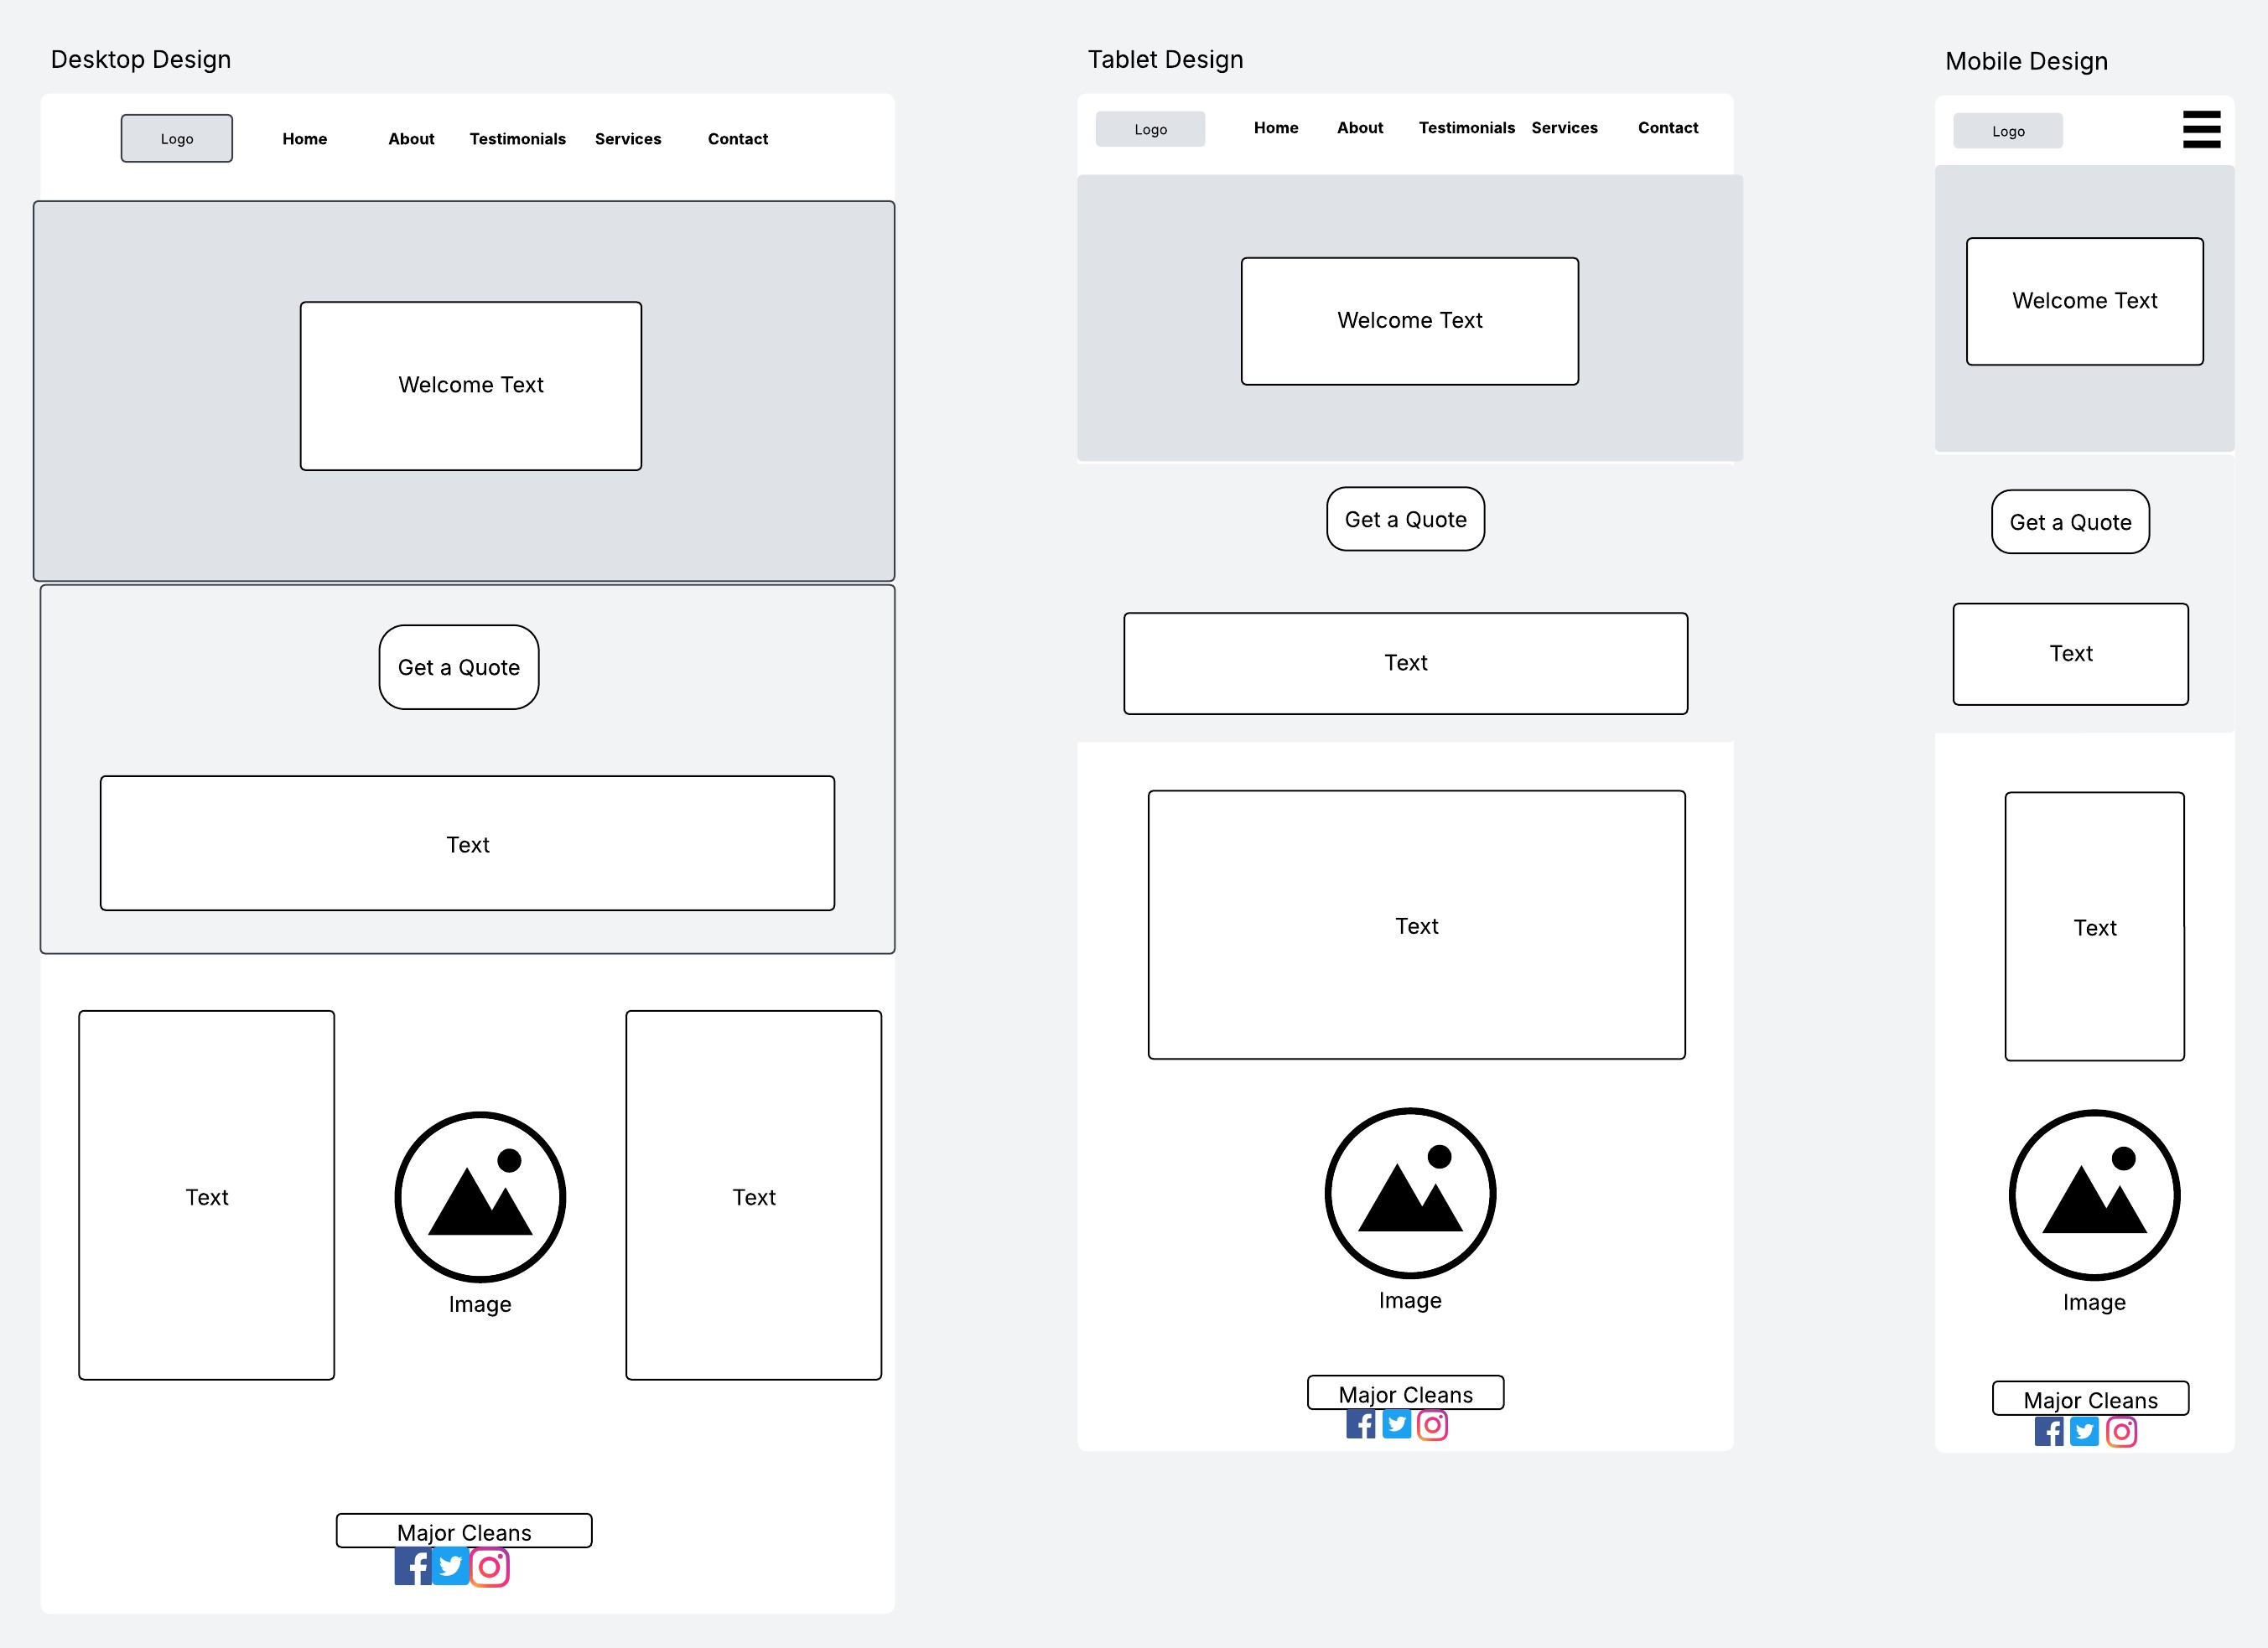 Desktop Design
Logo
Home
About
Testimonials
Services
Contact
Welcome Text
Get a Quote
Text
Text
Image
Text
Major Cleans
Tablet Design
Logo
Home
About
Testimonials
Services
Contact
Welcome Text
Get a Quote
Text
Text
Image
Major Cleans
Mobile Design
Logo
Welcome Text
Get a Quote
Text
Text
Image
Major Cleans